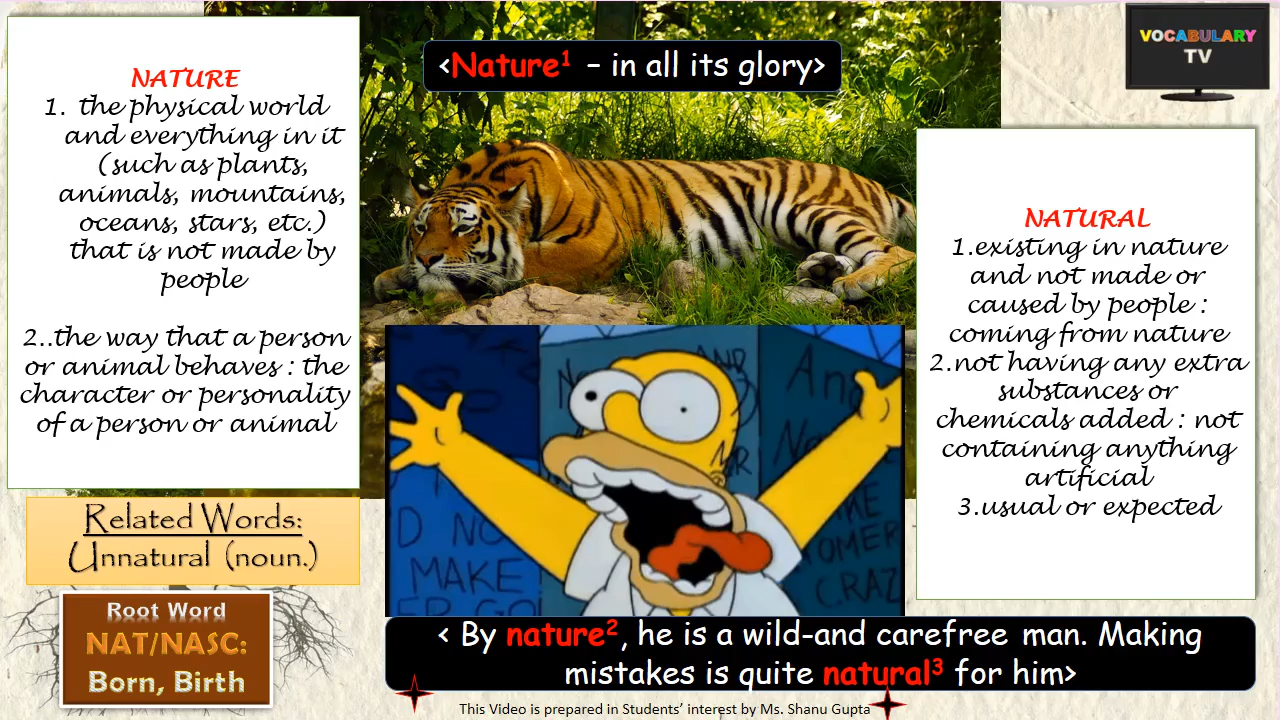 NATURE
1. the physical world
and everything in it
(such as plants,
animals, mountains,
oceans, stars, etc.)
that is not made by
people
2..the way that a person
or animal behaves : the
character or personality
of a person or animal
Related Words:
Unnatural (noun.)
Root Word
NAT/NASC:
Born, Birth
<Nature¹ – in all its glory>
VOCABULARY
TV
NATURAL
1.existing in nature
and not made or
caused by people :
coming from nature
2.not having any extra
substances or
chemicals added : not
containing anything
artificial
3.usual or expected
AND
And
MAKE
CRAZ
< By nature², he is a wild-and carefree man. Making
mistakes is quite natural³ for him>
This Video is prepared in Students’ interest by Ms. Shanu Gupta